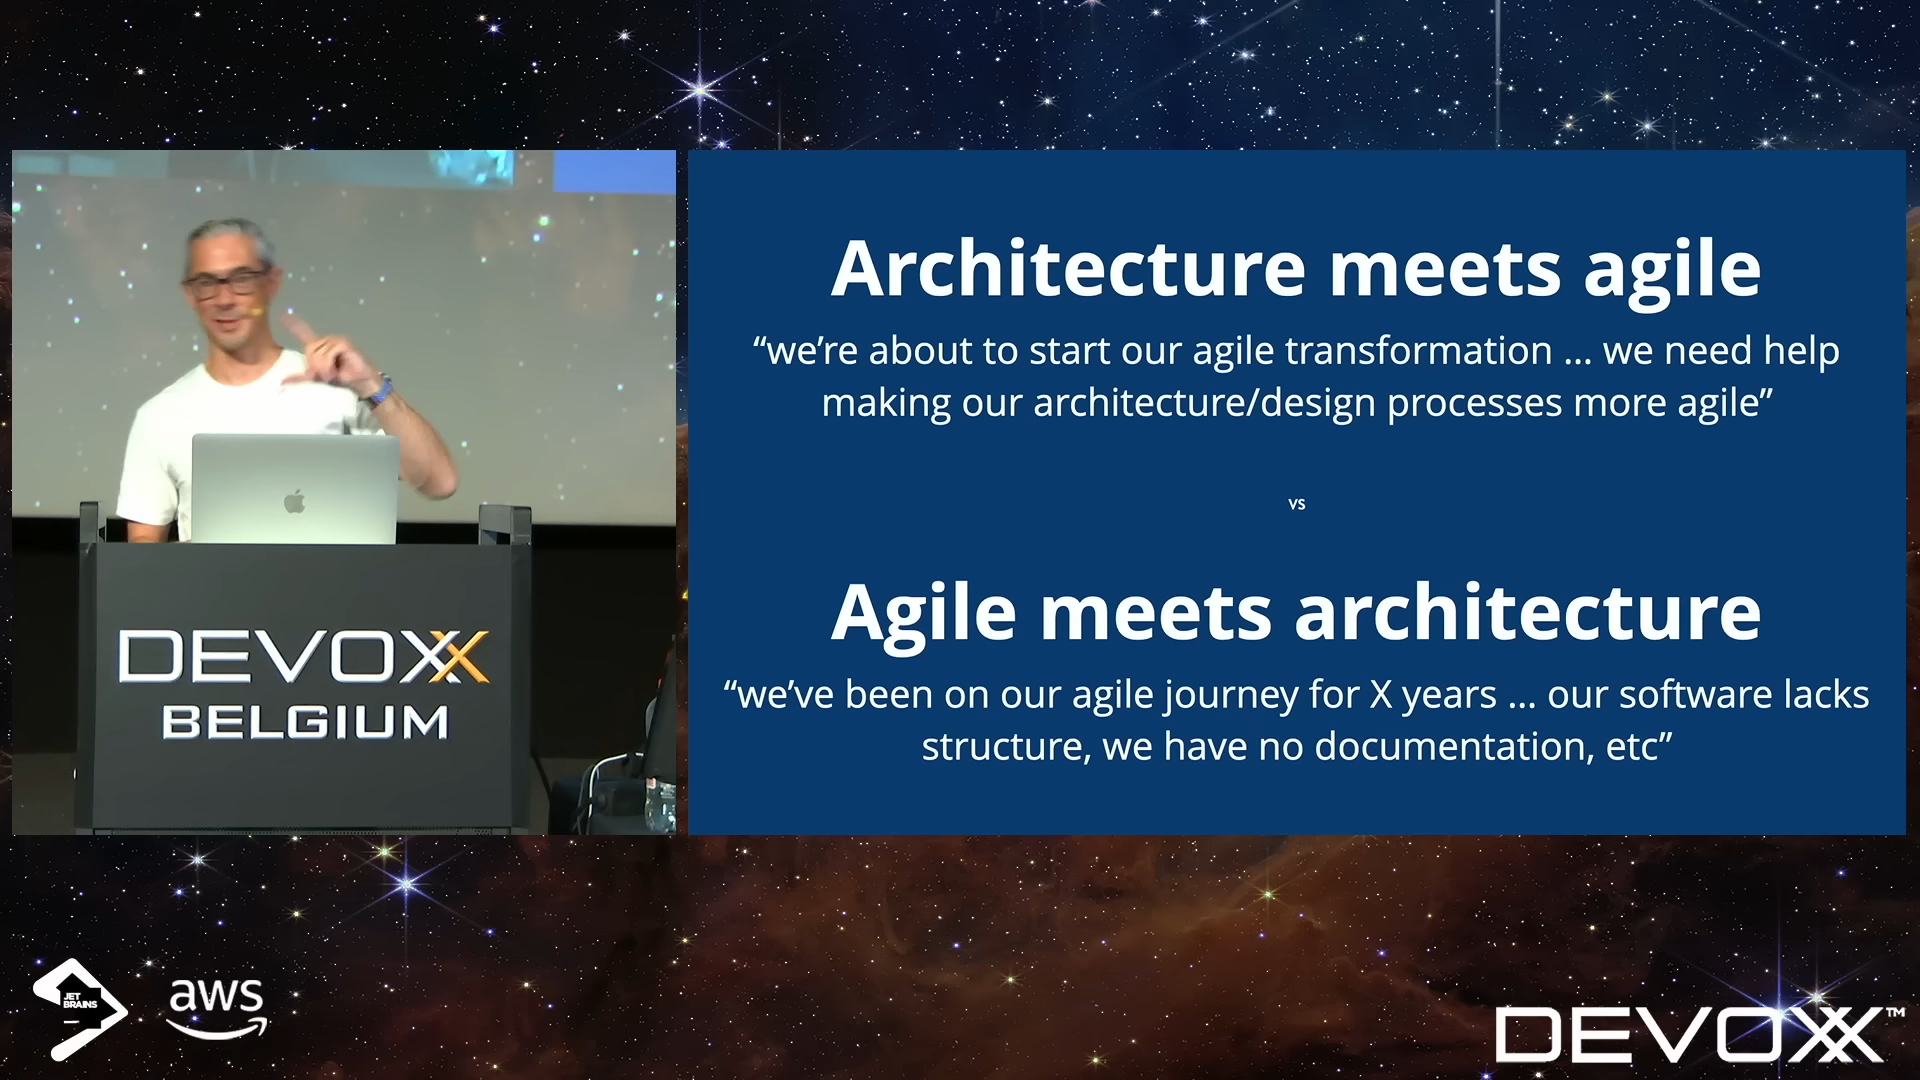 Architecture meets agile
“we’re about to start our agile transformation ... we need help
making our architecture/design processes more agile”
vs
Agile meets architecture
“we’ve been on our agile journey for X years ... our software lacks
structure, we have no documentation, etc”
DEVOXX
BELGIUM
JET
BRAINS
aws
DEVOXX™